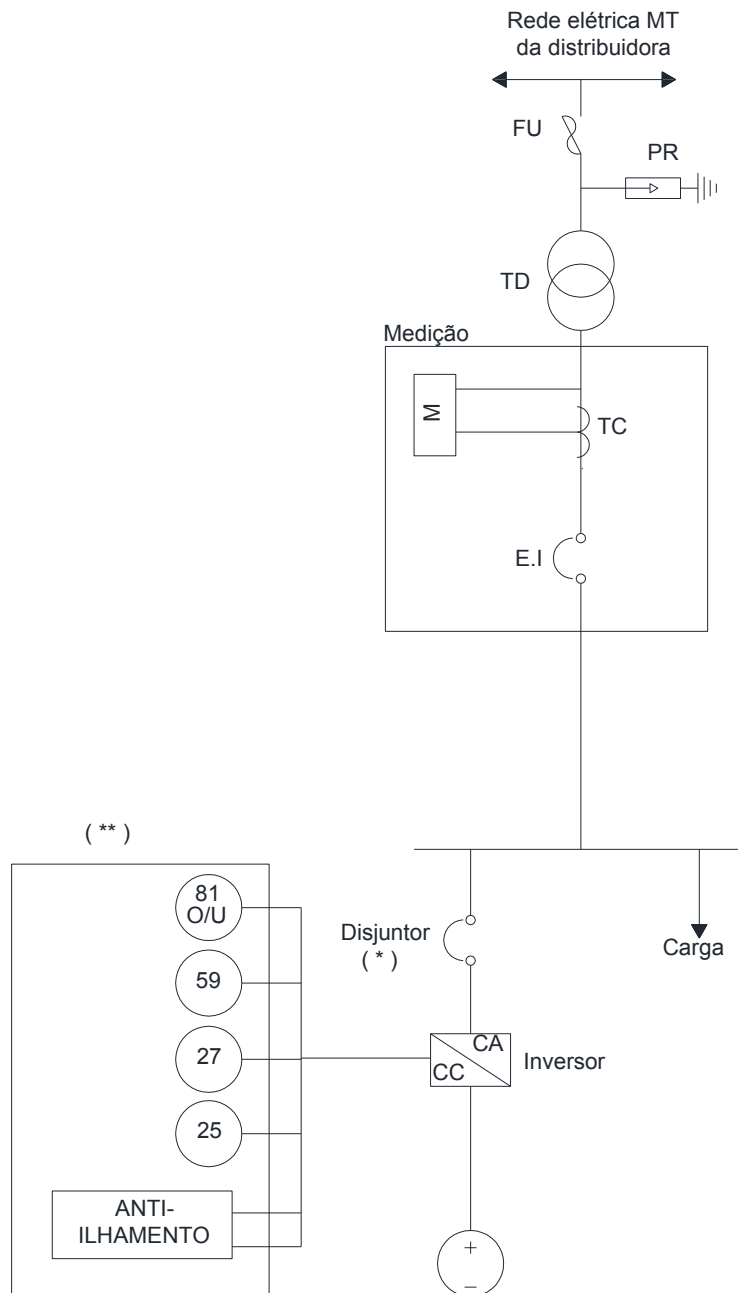 Rede elétrica MT
da distribuidora
FU
PR
TD
Medição
M
TC
E.I
( ** )
81
O/U
59
27
25
ANTI-
ILHAMENTO
Disjuntor
( * )
Carga
CA
CC
Inversor
+
–